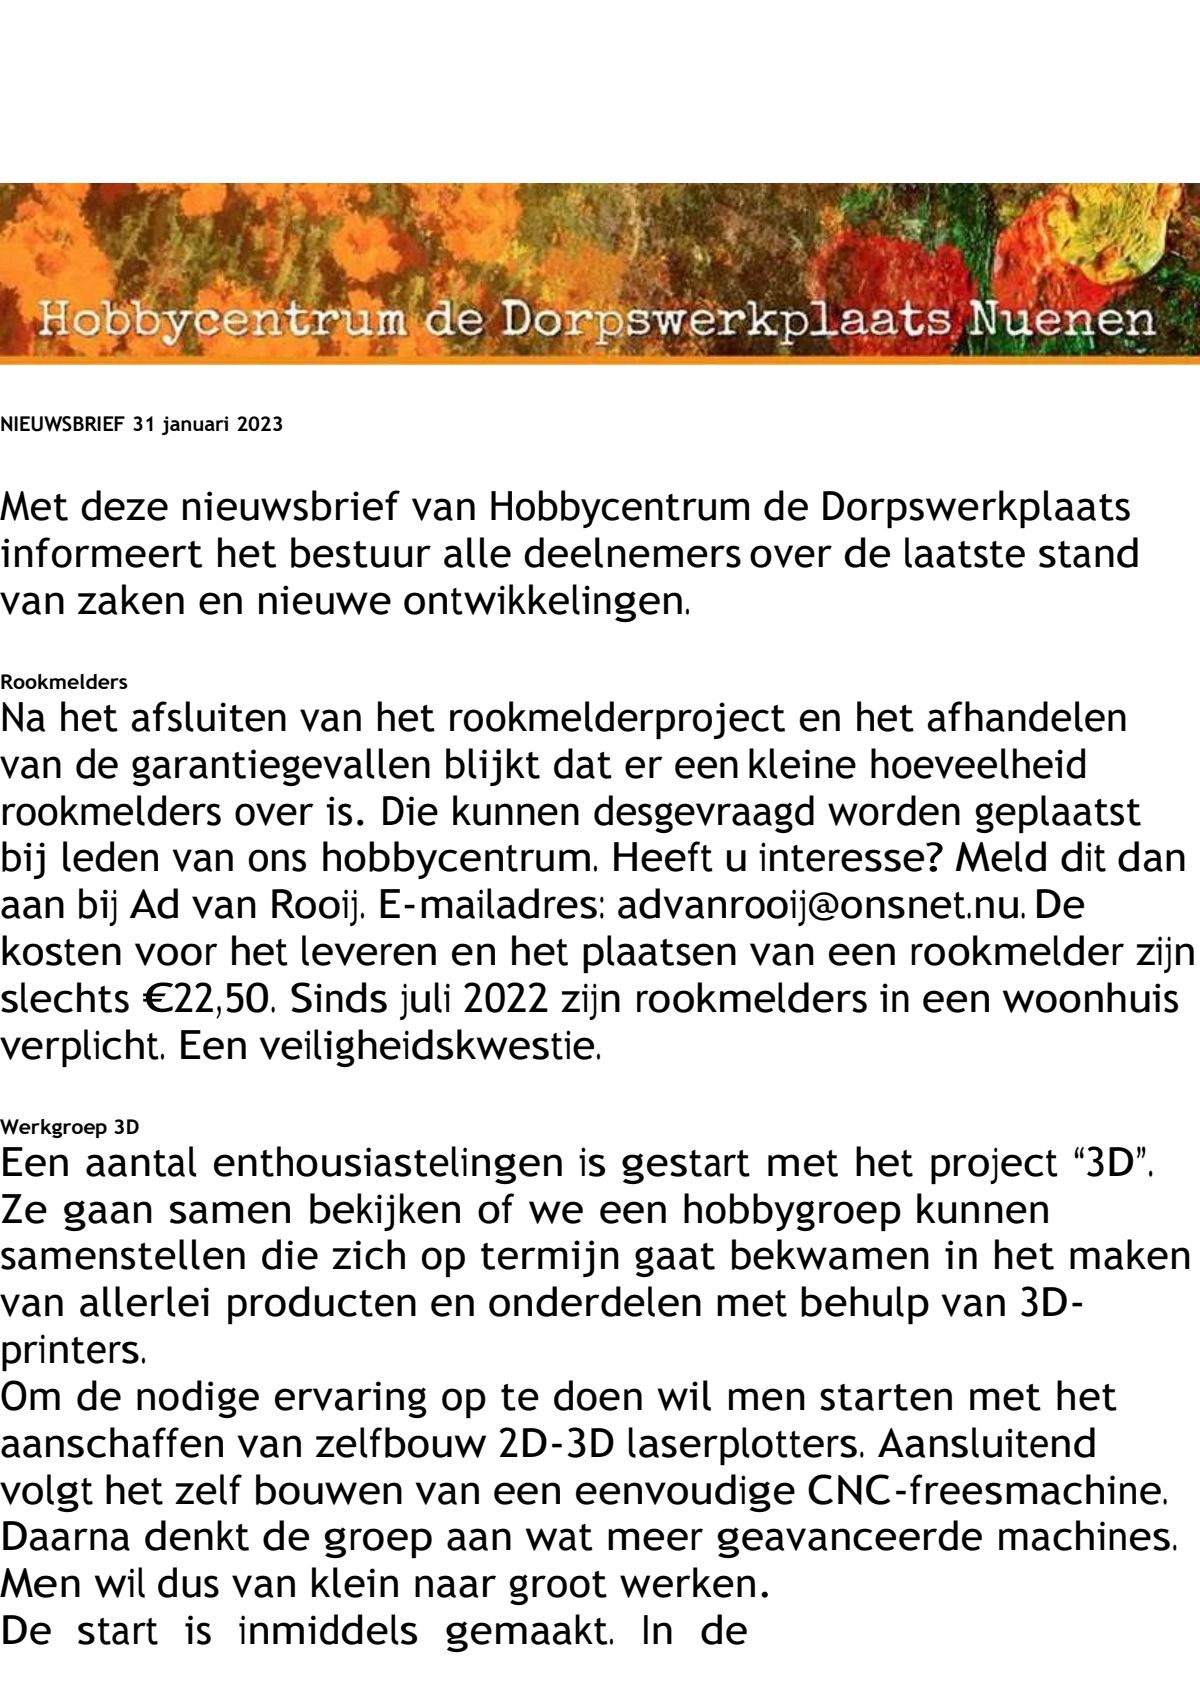 Hobbycentrum de Dorpswerkplaats Nuenen
NIEUWSBRIEF 31 januari 2023
Met deze nieuwsbrief van Hobbycentrum de Dorpswerkplaats
informeert het bestuur alle deelnemers over de laatste stand
van zaken en nieuwe ontwikkelingen.
Rookmelders
Na het afsluiten van het rookmelderproject en het afhandelen
van de garantiegevallen blijkt dat er een kleine hoeveelheid
rookmelders over is. Die kunnen desgevraagd worden geplaatst
bij leden van ons hobbycentrum. Heeft u interesse? Meld dit dan
aan bij Ad van Rooij. E-mailadres: advanrooij@onsnet.nu. De
kosten voor het leveren en het plaatsen van een rookmelder zijn
slechts €22,50. Sinds juli 2022 zijn rookmelders in een woonhuis
verplicht. Een veiligheidskwestie.
Werkgroep 3D
Een aantal enthousiastelingen is gestart met het project “3D”.
Ze gaan samen bekijken of we een hobbygroep kunnen
samenstellen die zich op termijn gaat bekwamen in het maken
van allerlei producten en onderdelen met behulp van 3D-
printers.
Om de nodige ervaring op te doen wil men starten met het
aanschaffen van zelfbouw 2D-3D laserplotters. Aansluitend
volgt het zelf bouwen van een eenvoudige CNC-freesmachine.
Daarna denkt de groep aan wat meer geavanceerde machines.
Men wil dus van klein naar groot werken.
De start is inmiddels gemaakt. In de